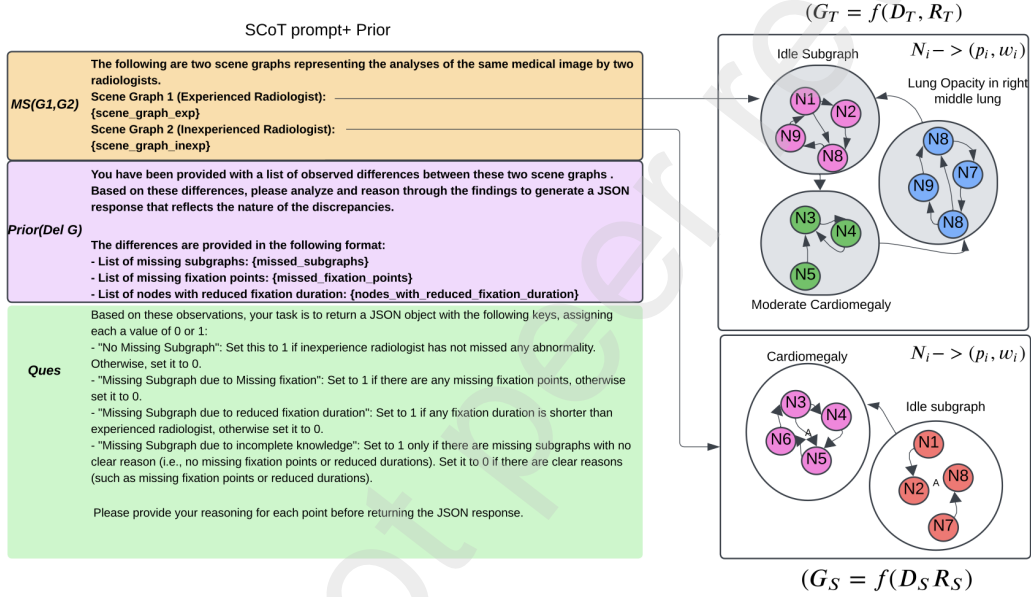 SCoT prompt+ Prior
MS(G1,G2)
The following are two scene graphs representing the analyses of the same medical image by two
radiologists.
Scene Graph 1 (Experienced Radiologist):
{scene_graph_exp}
Scene Graph 2 (Inexperienced Radiologist):
{scene_graph_inexp}
Prior(Del G)
You have been provided with a list of observed differences between these two scene graphs .
Based on these differences, please analyze and reason through the findings to generate a JSON
response that reflects the nature of the discrepancies.
The differences are provided in the following format:
- List of missing subgraphs: {missed_subgraphs}
- List of missing fixation points: {missed_fixation_points}
- List of nodes with reduced fixation duration: {nodes_with_reduced_fixation_duration}
Ques
Based on these observations, your task is to return a JSON object with the following keys, assigning
each a value of 0 or 1:
- "No Missing Subgraph": Set this to 1 if inexperience radiologist has not missed any abnormality.
Otherwise, set it to 0.
- "Missing Subgraph due to Missing fixation": Set to 1 if there are any missing fixation points, otherwise
set it to 0.
- "Missing Subgraph due to reduced fixation duration": Set to 1 if any fixation duration is shorter than
experienced radiologist, otherwise set it to 0.
- "Missing Subgraph due to incomplete knowledge": Set to 1 only if there are missing subgraphs with no
clear reason (i.e., no missing fixation points or reduced durations). Set it to 0 if there are clear reasons
(such as missing fixation points or reduced durations).
Please provide your reasoning for each point before returning the JSON response.
(G_T = f(D_T, R_T)
N_i -> (p_i, w_i)
Idle Subgraph
N1
N2
N9
N8
Lung Opacity in right
middle lung
N8
N7
N9
N8
N3
N4
N5
Moderate Cardiomegaly
N_i -> (p_i, w_i)
Cardiomegaly
N3
N4
A
N6
N5
Idle subgraph
N1
N2
A
N8
N7
(G_S = f(D_S R_S)
ot peer re